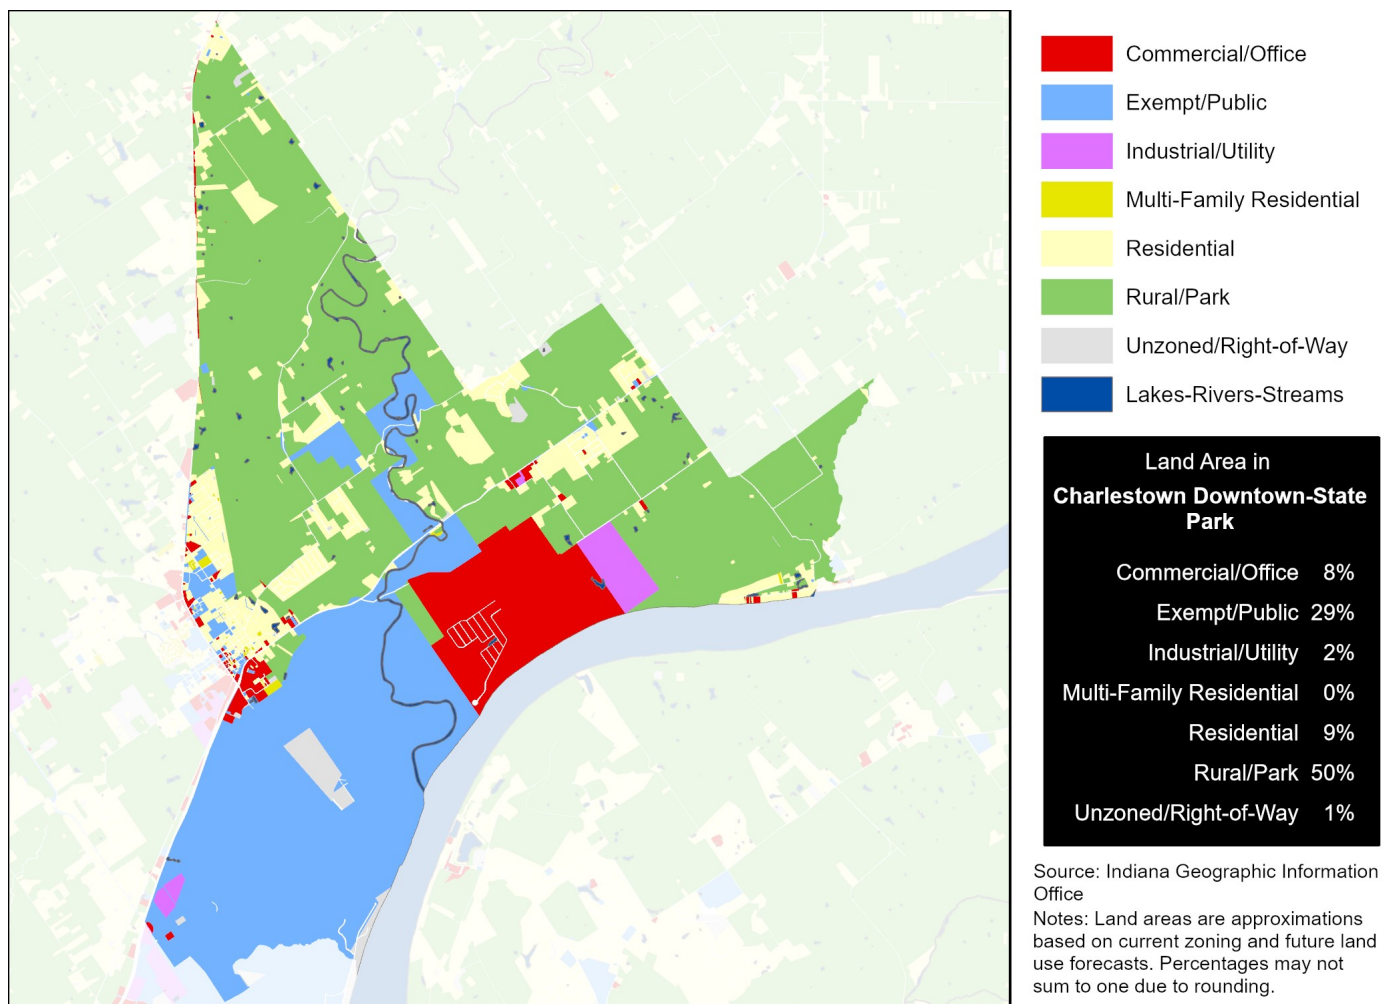 Commercial/Office
Exempt/Public
Industrial/Utility
Multi-Family Residential
Residential
Rural/Park
Unzoned/Right-of-Way
Lakes-Rivers-Streams
Land Area in
Charlestown Downtown-State
Park
Commercial/Office 8%
Exempt/Public 29%
Industrial/Utility 2%
Multi-Family Residential 0%
Residential 9%
Rural/Park 50%
Unzoned/Right-of-Way 1%
Source: Indiana Geographic Information
Office
Notes: Land areas are approximations
based on current zoning and future land
use forecasts. Percentages may not
sum to one due to rounding.